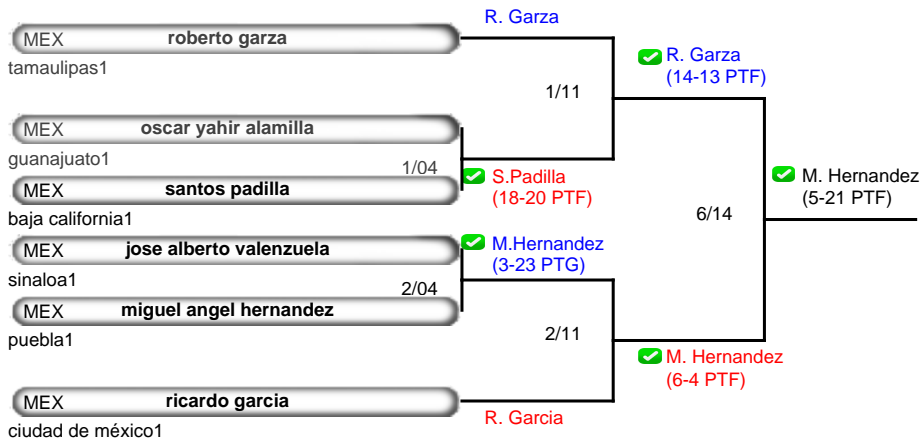 R. Garza
MEX roberto garza
tamaulipas1
R. Garza
(14-13 PTF)
1/11
MEX oscar yahir alamilla
guanajuato1
1/04
S.Padilla
(18-20 PTF)
MEX santos padilla
baja california1
M. Hernandez
(5-21 PTF)
6/14
MEX jose alberto valenzuela
sinaloa1
M.Hernandez
(3-23 PTG)
2/04
MEX miguel angel hernandez
puebla1
2/11
M. Hernandez
(6-4 PTF)
MEX ricardo garcia
R. Garcia
ciudad de méxico1